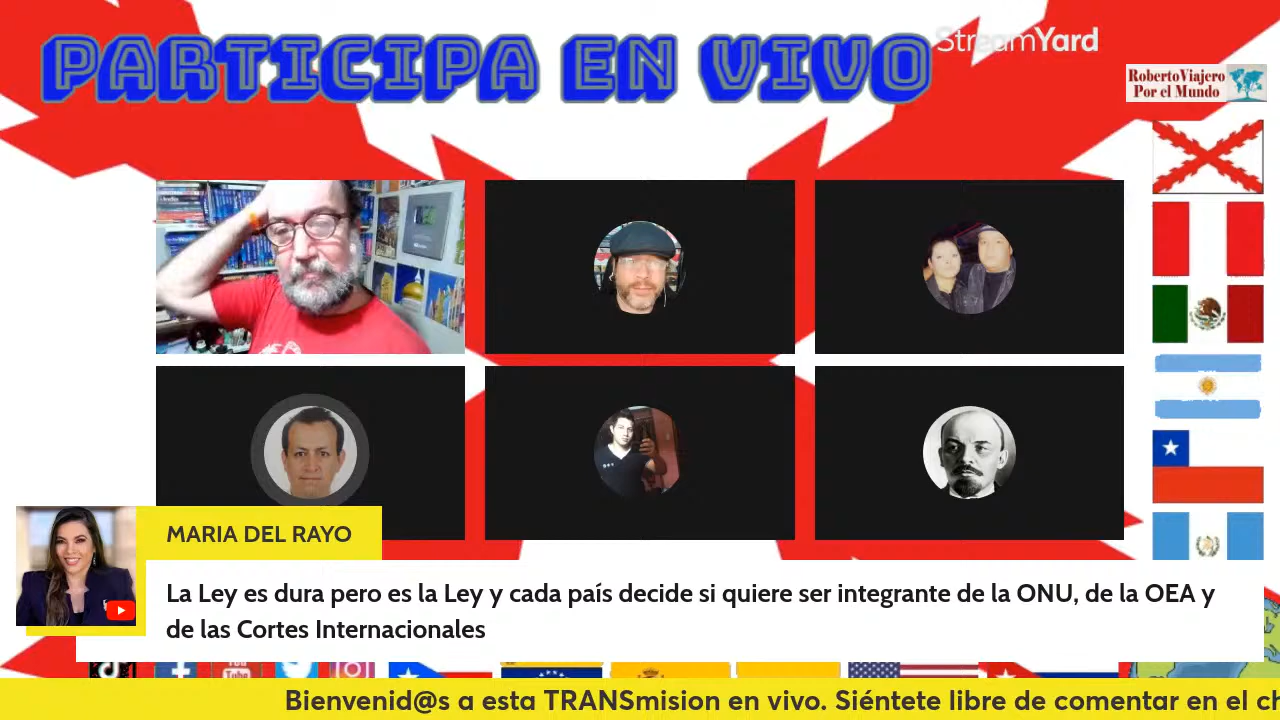 PARTICIPA EN VIVO
StreamYard
RobertoViajero
Por el Mundo
MARIA DEL RAYO
La Ley es dura pero es la Ley y cada país decide si quiere ser integrante de la ONU, de la OEA y
de las Cortes Internacionales
You
Tube
Bienvenid@s a esta TRANSmision en vivo. Siéntete libre de comentar en el ch